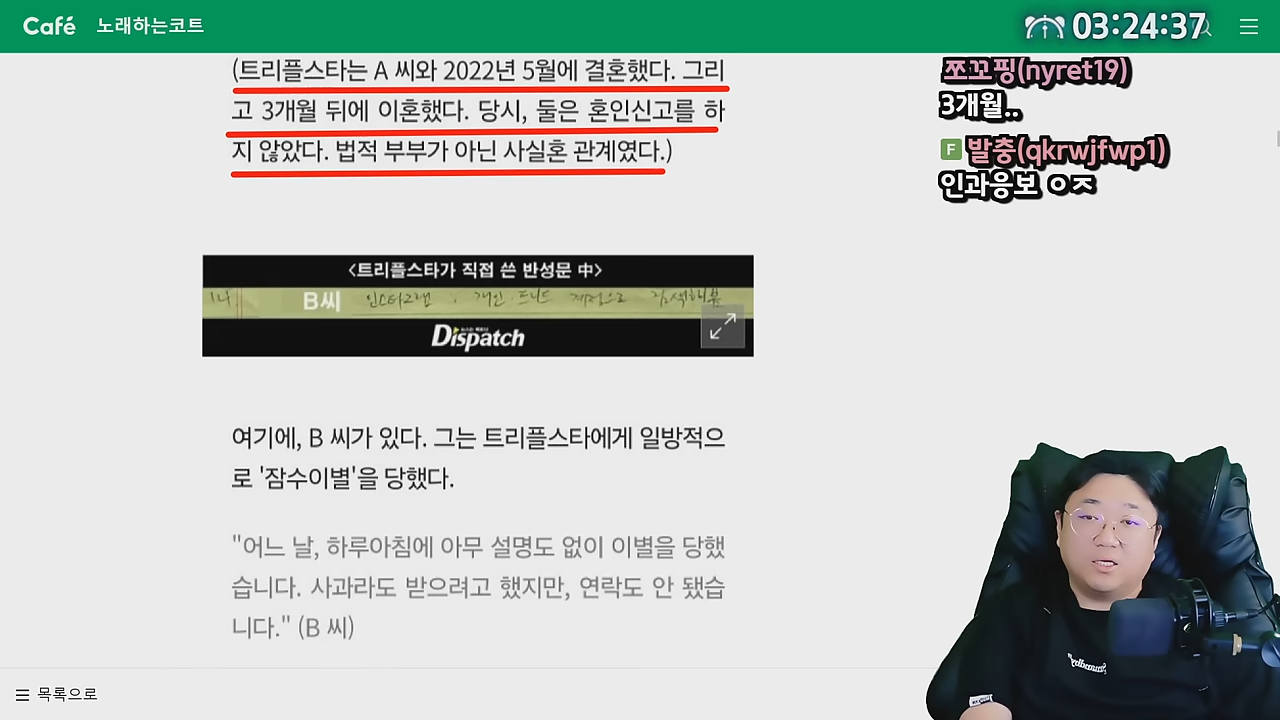 Café 노래하는코트
03:24:37
(트리플스타는 A 씨와 2022년 5월에 결혼했다. 그리
고 3개월 뒤에 이혼했다. 당시, 둘은 혼인신고를 하
지 않았다. 법적 부부가 아닌 사실혼 관계였다.)
쪼꼬핑(nyret19)
3개월..
F 발충(qkrwjfwp1)
인과응보 ㅇㅈ
<트리플스타가 직접 쓴 반성문 中>
B씨 인스타그램, 개인
Dispatch
여기에, B 씨가 있다. 그는 트리플스타에게 일방적으
로 '잠수이별'을 당했다.
"어느 날, 하루아침에 아무 설명도 없이 이별을 당했
습니다. 사과라도 받으려고 했지만, 연락도 안 됐습
니다." (B 씨)
목록으로